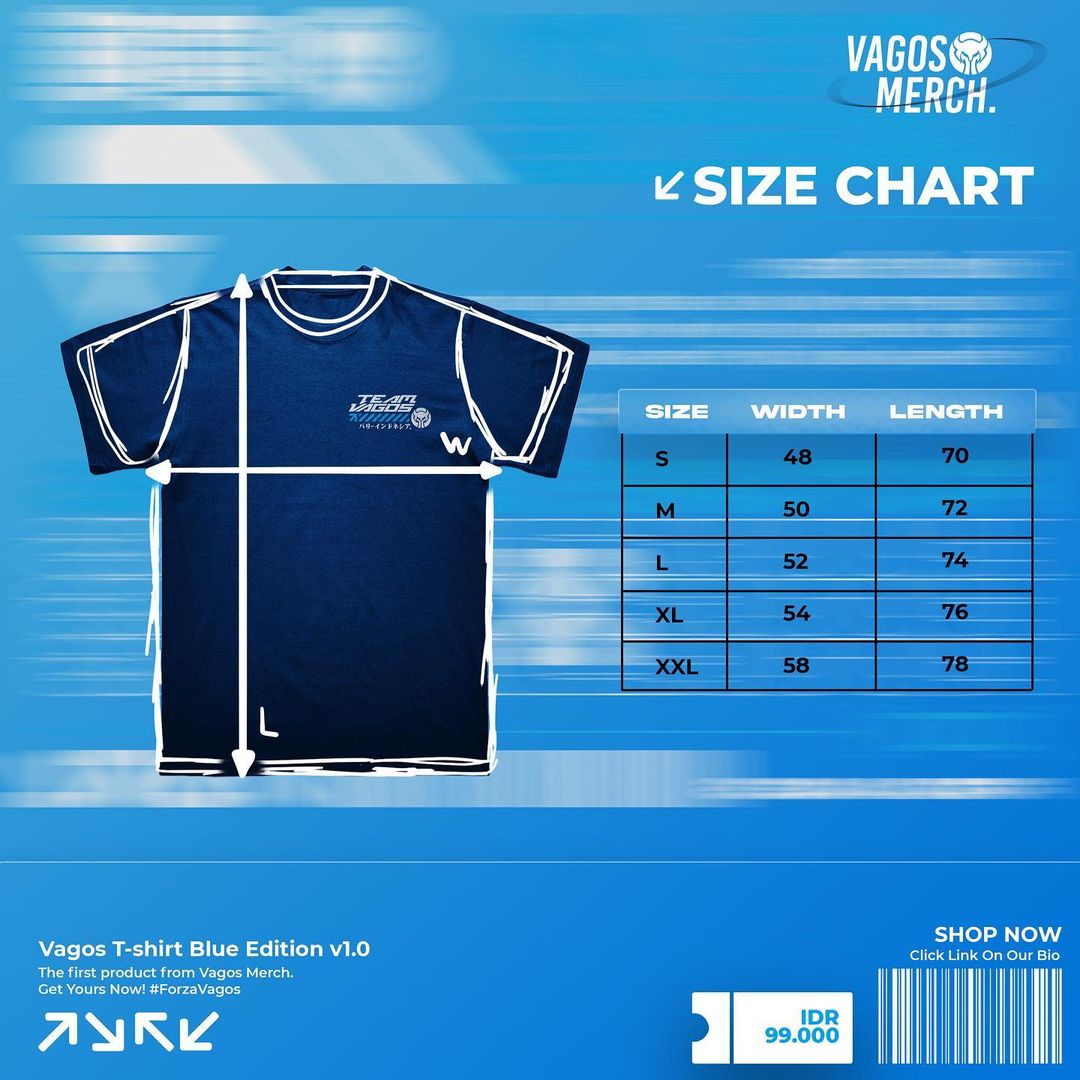 VAGOS
MERCH.
SIZE CHART
TEAM
VAGOS
バリ-インドネシア.
W
L
SIZE WIDTH LENGTH
S 48 70
M 50 72
L 52 74
XL 54 76
XXL 58 78
Vagos T-shirt Blue Edition v1.0
The first product from Vagos Merch.
Get Yours Now! #ForzaVagos
SHOP NOW
Click Link On Our Bio
IDR
99.000